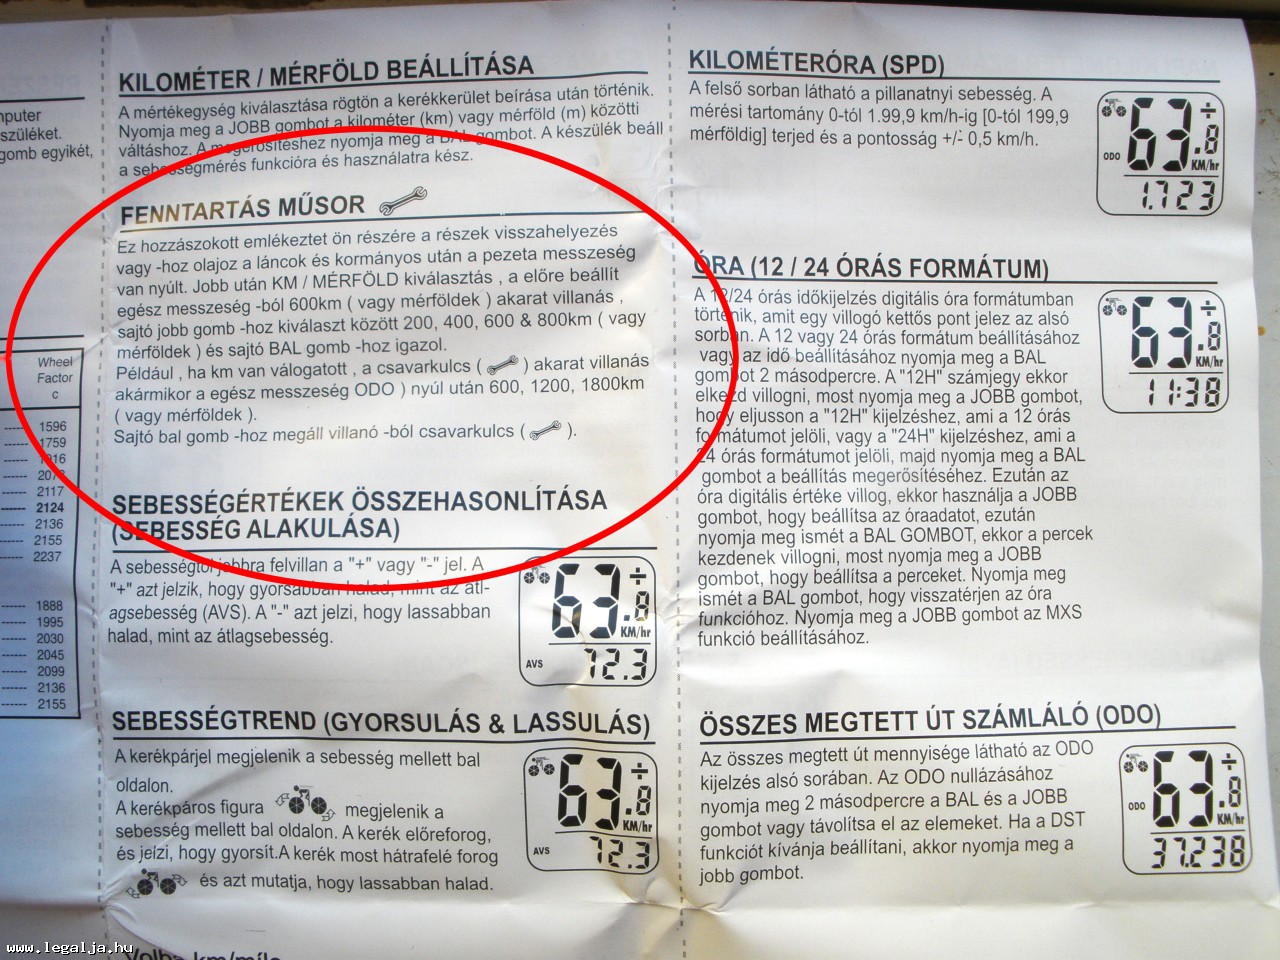 mputer
szüléket.
gomb egyikét,
Wheel
Factor
c
------ 1596
------ 1759
------ 1916
------
------ 2117
------ 2124
------ 2136
------ 2155
------ 2237
------ 1888
------ 1995
------ 2030
------ 2045
------ 2099
------ 2136
------ 2155
KILOMÉTER / MÉRFÖLD BEÁLLÍTÁSA
A mértékegység kiválasztása rögtön a kerékkerület beírása után történik.
Nyomja meg a JOBB gombot a kilométer (km) vagy mérföld (m) közötti
váltáshoz. A megerősítéshez nyomja meg a BAL gombot. A készülék beáll
a sebességmérés funkcióra és használatra kész.
FENNTARTÁS MŰSOR
Ez hozzászokott emlékeztet ön részére a részek visszahelyezés
vagy -hoz olajoz a láncok és kormányos után a pezeta messzeség
van nyúlt. Jobb után KM / MÉRFÖLD kiválasztás , a előre beállít
egész messzeség -ból 600km ( vagy mérföldek ) akarat villanás ,
sajtó jobb gomb -hoz kiválaszt között 200, 400, 600 & 800km ( vagy
mérföldek ) és sajtó BAL gomb -hoz igazol.
Például , ha km van válogatott , a csavarkulcs ( ) akarat villanás
akármikor a egész messzeség ODO ) nyúl után 600, 1200, 1800km
( vagy mérföldek ).
Sajtó bal gomb -hoz megáll villanó -ból csavarkulcs ( ).
SEBESSÉGÉRTÉKEK ÖSSZEHASONLÍTÁSA
(SEBESSÉG ALAKULÁSA)
A sebességtől jobbra felvillan a "+" vagy "-" jel. A
"+" azt jelzik, hogy gyorsabban halad, mint az átl-
agsebesség (AVS). A "-" azt jelzi, hogy lassabban
halad, mint az átlagsebesség.
63.8
KM/hr
AVS 72.3
SEBESSÉGTREND (GYORSULÁS & LASSULÁS)
A kerékpárjel megjelenik a sebesség mellett bal
oldalon.
A kerékpáros figura megjelenik a
sebesség mellett bal oldalon. A kerék előreforog,
és jelzi, hogy gyorsít.A kerék most hátrafelé forog
és azt mutatja, hogy lassabban halad.
63.8
KM/hr
AVS 72.3
KILOMÉTERÓRA (SPD)
A felső sorban látható a pillanatnyi sebesség. A
mérési tartomány 0-tól 1.99,9 km/h-ig [0-tól 199,9
mérföldig] terjed és a pontosság +/- 0,5 km/h.
63.8
ODO KM/hr
1.723
ÓRA (12 / 24 ÓRÁS FORMÁTUM)
A 12/24 órás időkijelzés digitális óra formátumban
történik, amit egy villogó kettős pont jelez az alsó
sorban. A 12 vagy 24 órás formátum beállításához
vagy az idő beállításához nyomja meg a BAL
gombot 2 másodpercre. A "12H" számjegy ekkor
elkezd villogni, most nyomja meg a JOBB gombot,
hogy eljusson a "12H" kijelzéshez, ami a 12 órás
formátumot jelöli, vagy a "24H" kijelzéshez, ami a
24 órás formátumot jelöli, majd nyomja meg a BAL
gombot a beállítás megerősítéséhez. Ezután az
óra digitális értéke villog, ekkor használja a JOBB
gombot, hogy beállítsa az óraadatot, ezután
nyomja meg ismét a BAL GOMBOT, ekkor a percek
kezdenek villogni, most nyomja meg a JOBB
gombot, hogy beállítsa a perceket. Nyomja meg
ismét a BAL gombot, hogy visszatérjen az óra
funkcióhoz. Nyomja meg a JOBB gombot az MXS
funkció beállításához.
63.8
KM/hr
11:38
ÖSSZES MEGTETT ÚT SZÁMLÁLÓ (ODO)
Az összes megtett út mennyisége látható az ODO
kijelzés alsó sorában. Az ODO nullázásához
nyomja meg 2 másodpercre a BAL és a JOBB
gombot vagy távolítsa el az elemeket. Ha a DST
funkciót kívánja beállítani, akkor nyomja meg a
jobb gombot.
63.8
ODO KM/hr
37.238
www.legalja.hu